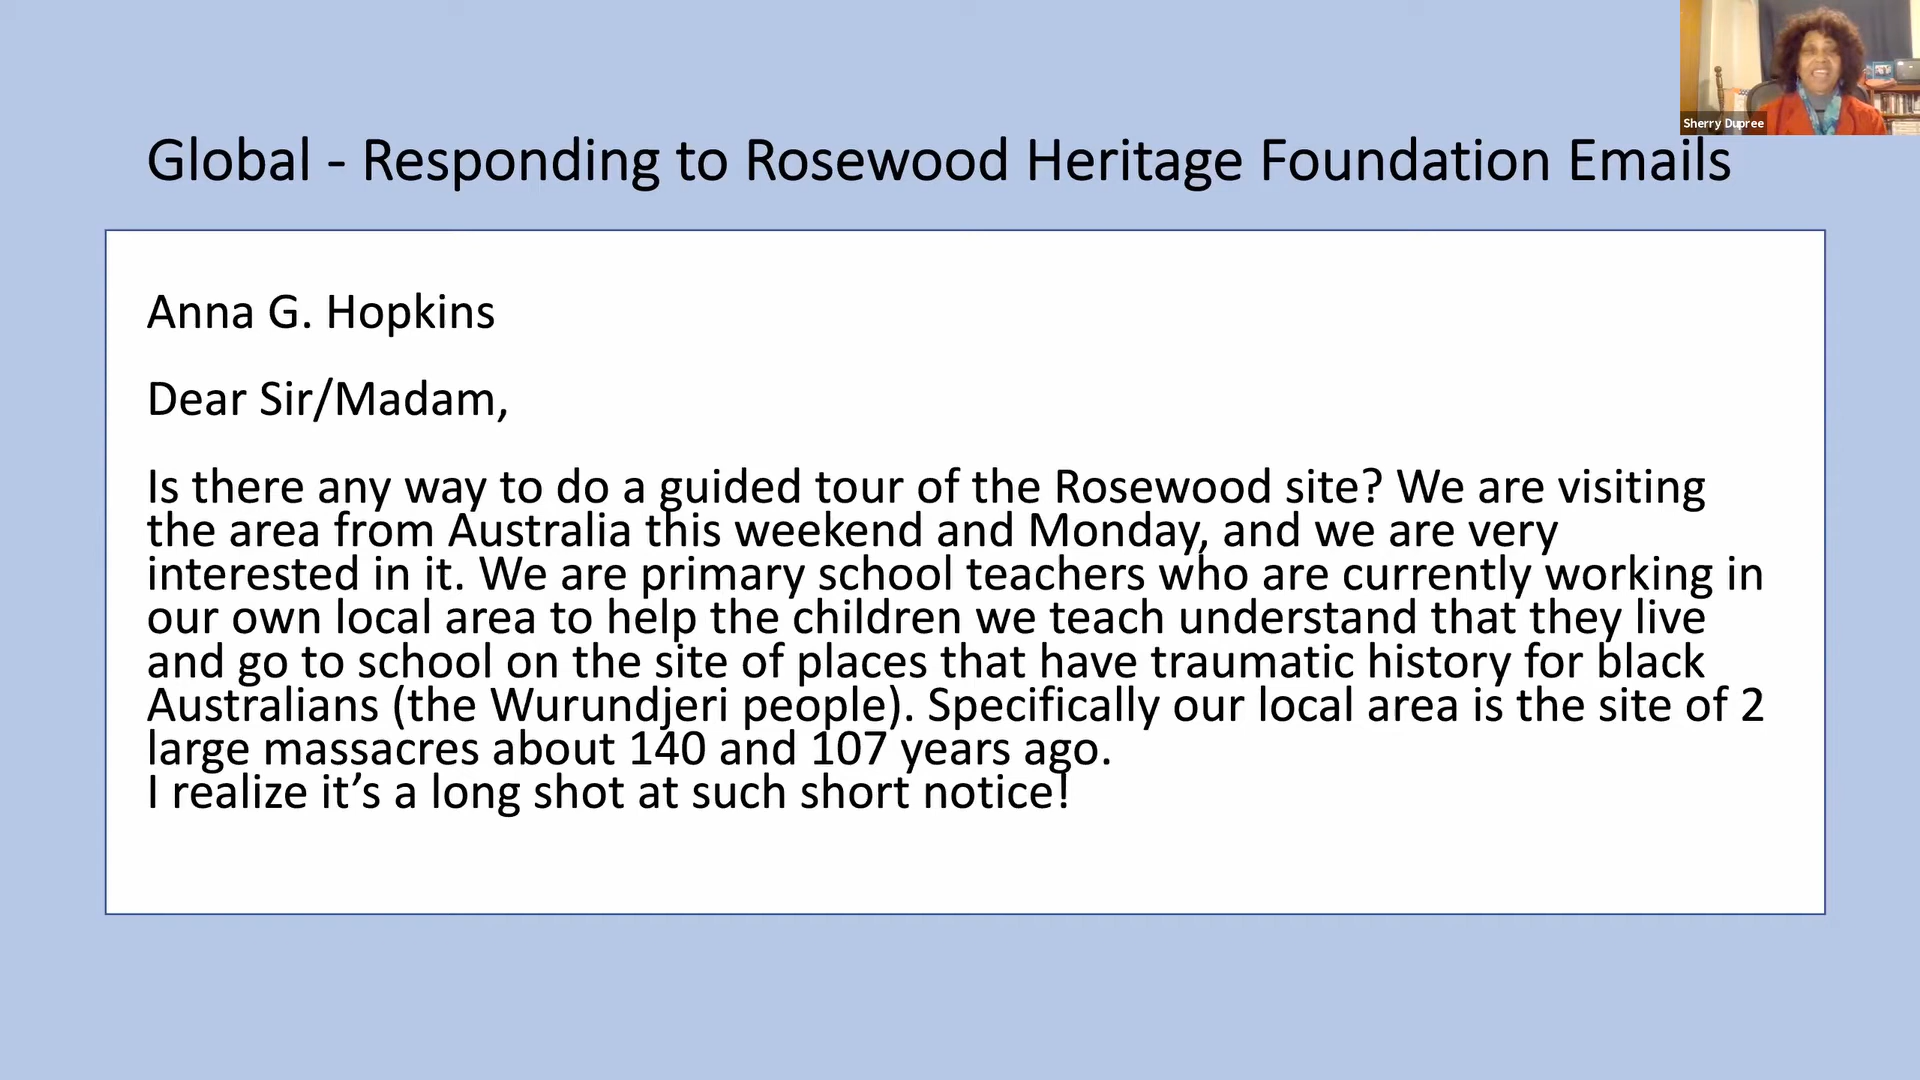 Sherry Dupree
Global - Responding to Rosewood Heritage Foundation Emails
Anna G. Hopkins
Dear Sir/Madam,
Is there any way to do a guided tour of the Rosewood site? We are visiting
the area from Australia this weekend and Monday, and we are very
interested in it. We are primary school teachers who are currently working in
our own local area to help the children we teach understand that they live
and go to school on the site of places that have traumatic history for black
Australians (the Wurundjeri people). Specifically our local area is the site of 2
large massacres about 140 and 107 years ago.
I realize it’s a long shot at such short notice!